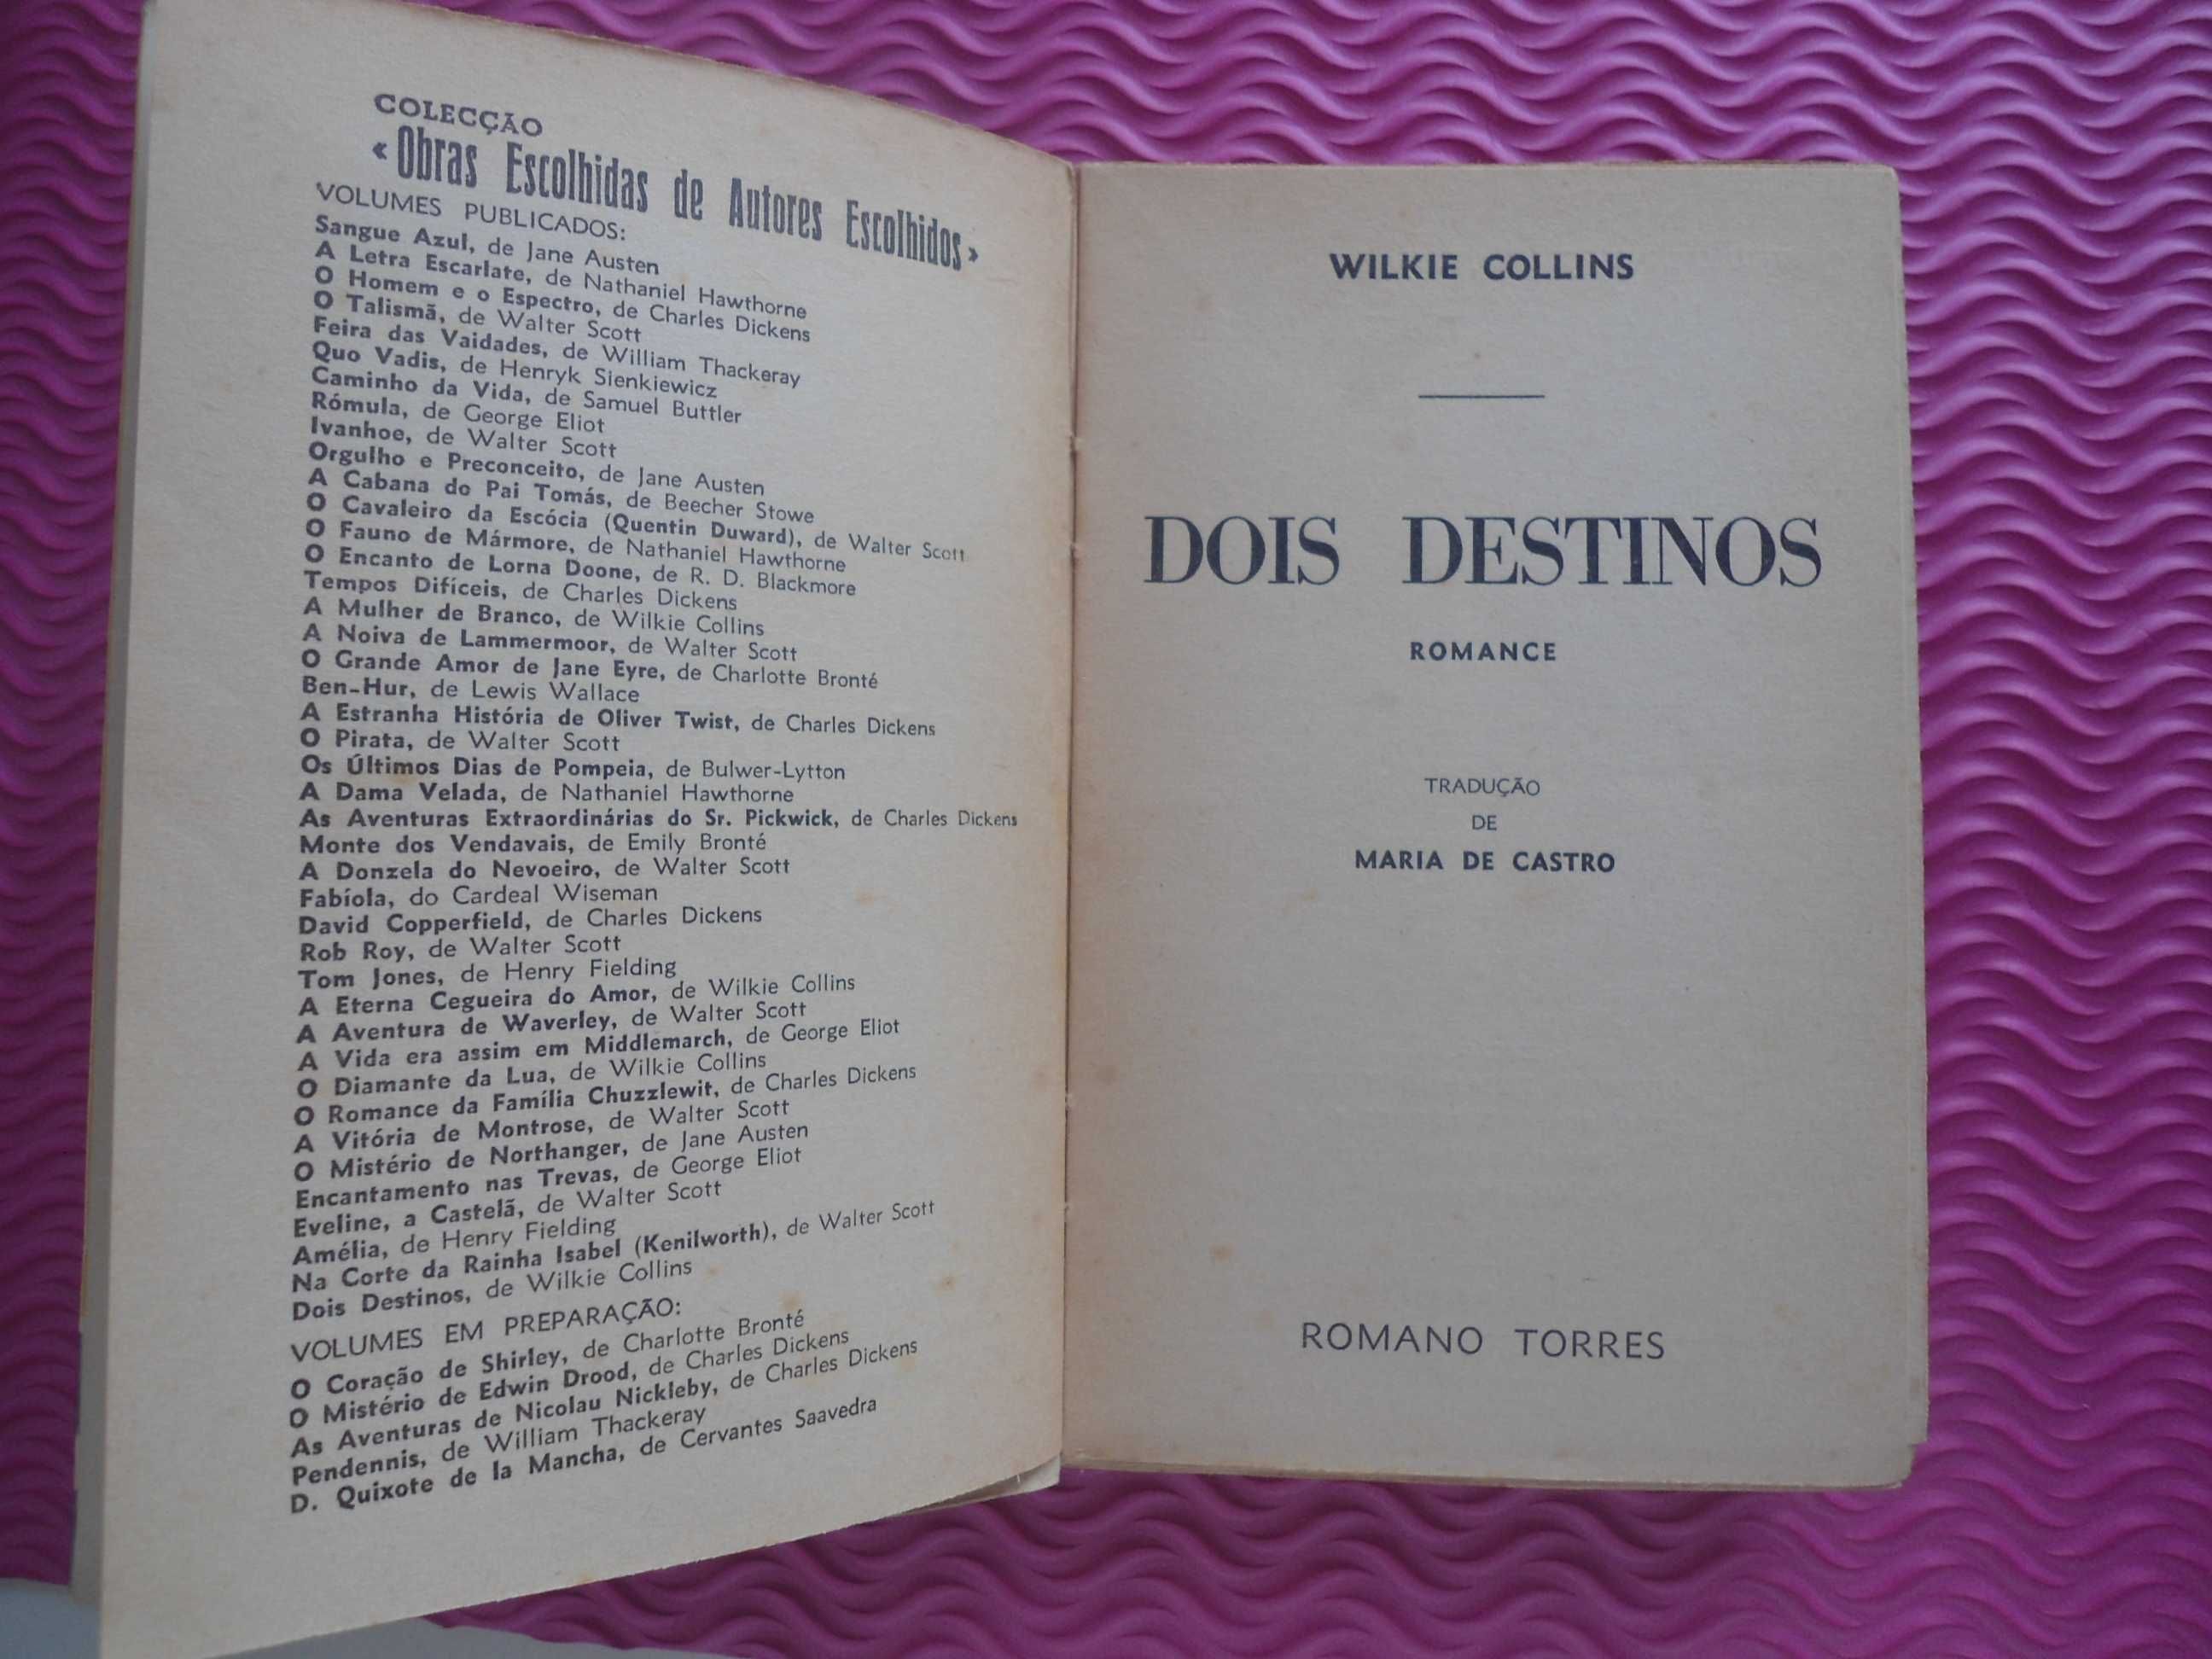 COLECÇÃO
«Obras Escolhidas de Autores Escolhidos»
VOLUMES PUBLICADOS:
Sangue Azul, de Jane Austen
A Letra Escarlate, de Nathaniel Hawthorne
O Homem e o Espectro, de Charles Dickens
O Talismã, de Walter Scott
Feira das Vaidades, de William Thackeray
Quo Vadis, de Henryk Sienkiewicz
Caminho da Vida, de Samuel Buttler
Rómula, de George Eliot
Ivanhoe, de Walter Scott
Orgulho e Preconceito, de Jane Austen
A Cabana do Pai Tomás, de Beecher Stowe
O Cavaleiro da Escócia (Quentin Duward), de Walter Scott
O Fauno de Mármore, de Nathaniel Hawthorne
O Encanto de Lorna Doone, de R. D. Blackmore
Tempos Difíceis, de Charles Dickens
A Mulher de Branco, de Wilkie Collins
A Noiva de Lammermoor, de Walter Scott
O Grande Amor de Jane Eyre, de Charlotte Bronté
Ben-Hur, de Lewis Wallace
A Estranha História de Oliver Twist, de Charles Dickens
O Pirata, de Walter Scott
Os Últimos Dias de Pompeia, de Bulwer-Lytton
A Dama Velada, de Nathaniel Hawthorne
As Aventuras Extraordinárias do Sr. Pickwick, de Charles Dickens
Monte dos Vendavais, de Emily Bronté
A Donzela do Nevoeiro, de Walter Scott
Fabíola, do Cardeal Wiseman
David Copperfield, de Charles Dickens
Rob Roy, de Walter Scott
Tom Jones, de Henry Fielding
A Eterna Cegueira do Amor, de Wilkie Collins
A Aventura de Waverley, de Walter Scott
A Vida era assim em Middlemarch, de George Eliot
O Diamante da Lua, de Wilkie Collins
O Romance da Família Chuzzlewit, de Charles Dickens
A Vitória de Montrose, de Walter Scott
O Mistério de Northanger, de Jane Austen
Encantamento nas Trevas, de George Eliot
Eveline, a Castelã, de Walter Scott
Amélia, de Henry Fielding
Na Corte da Rainha Isabel (Kenilworth), de Walter Scott
Dois Destinos, de Wilkie Collins
VOLUMES EM PREPARAÇÃO:
O Coração de Shirley, de Charlotte Bronté
O Mistério de Edwin Drood, de Charles Dickens
As Aventuras de Nicolau Nickleby, de Charles Dickens
Pendennis, de William Thackeray
D. Quixote de la Mancha, de Cervantes Saavedra
WILKIE COLLINS
DOIS DESTINOS
ROMANCE
TRADUÇÃO
DE
MARIA DE CASTRO
ROMANO TORRES